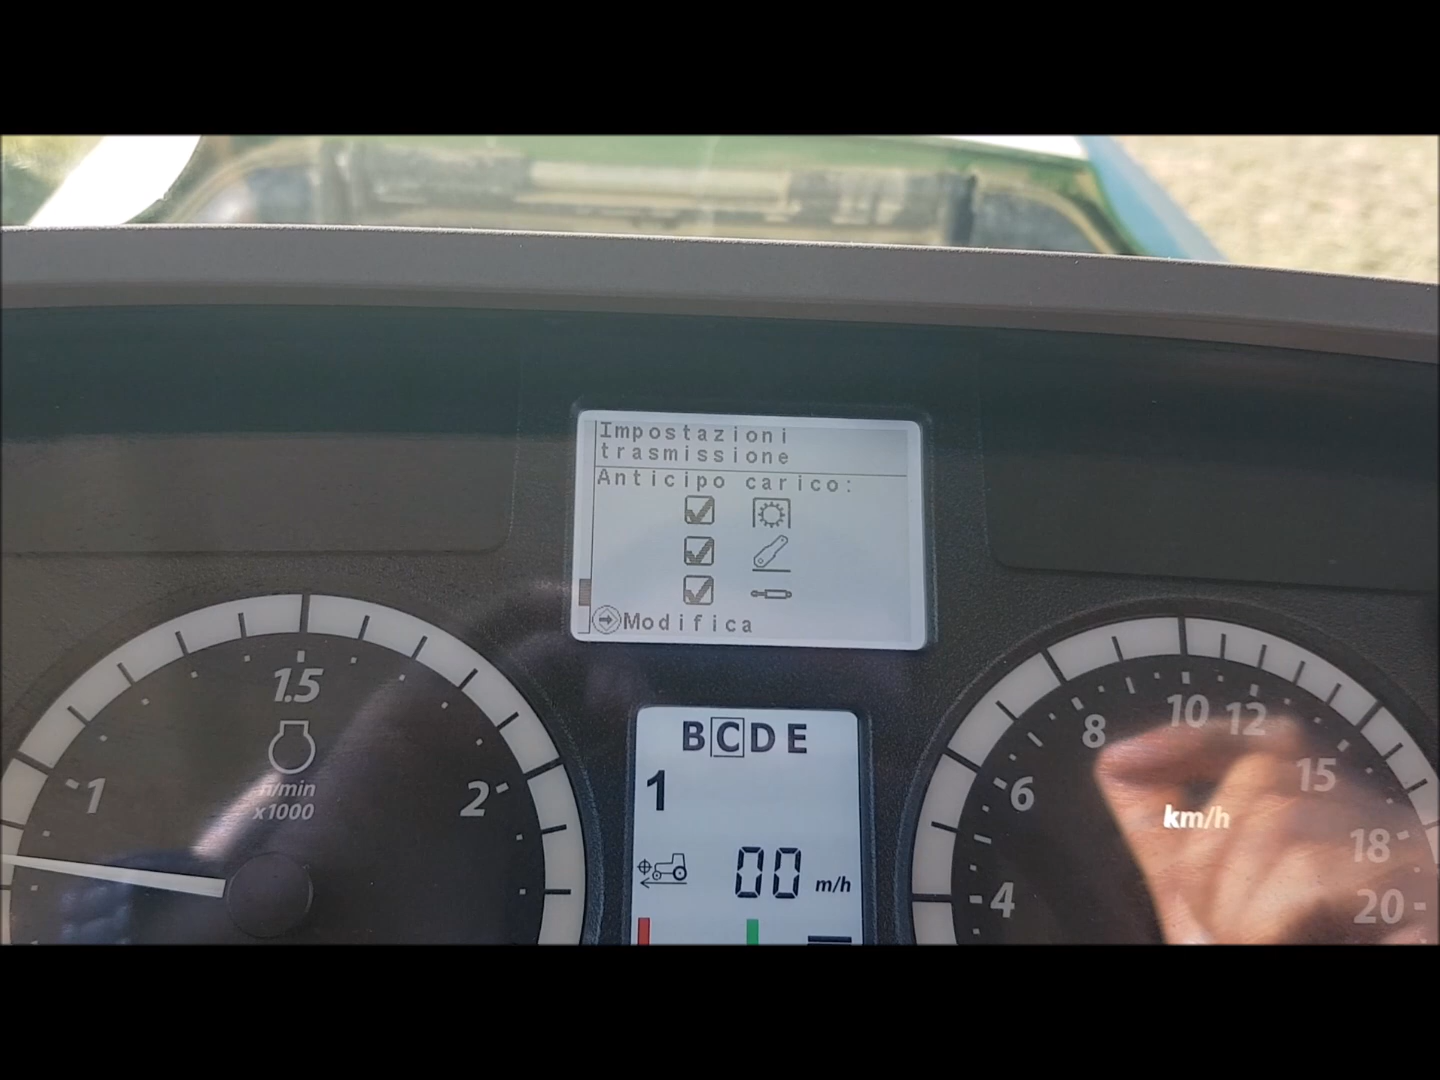 Impostazioni
trasmissione
Anticipo carico:
Modifica
B C D E
1
00 m/h
1
1.5
2
n/min
x1000
4
6
8
10
12
15
18
20
km/h